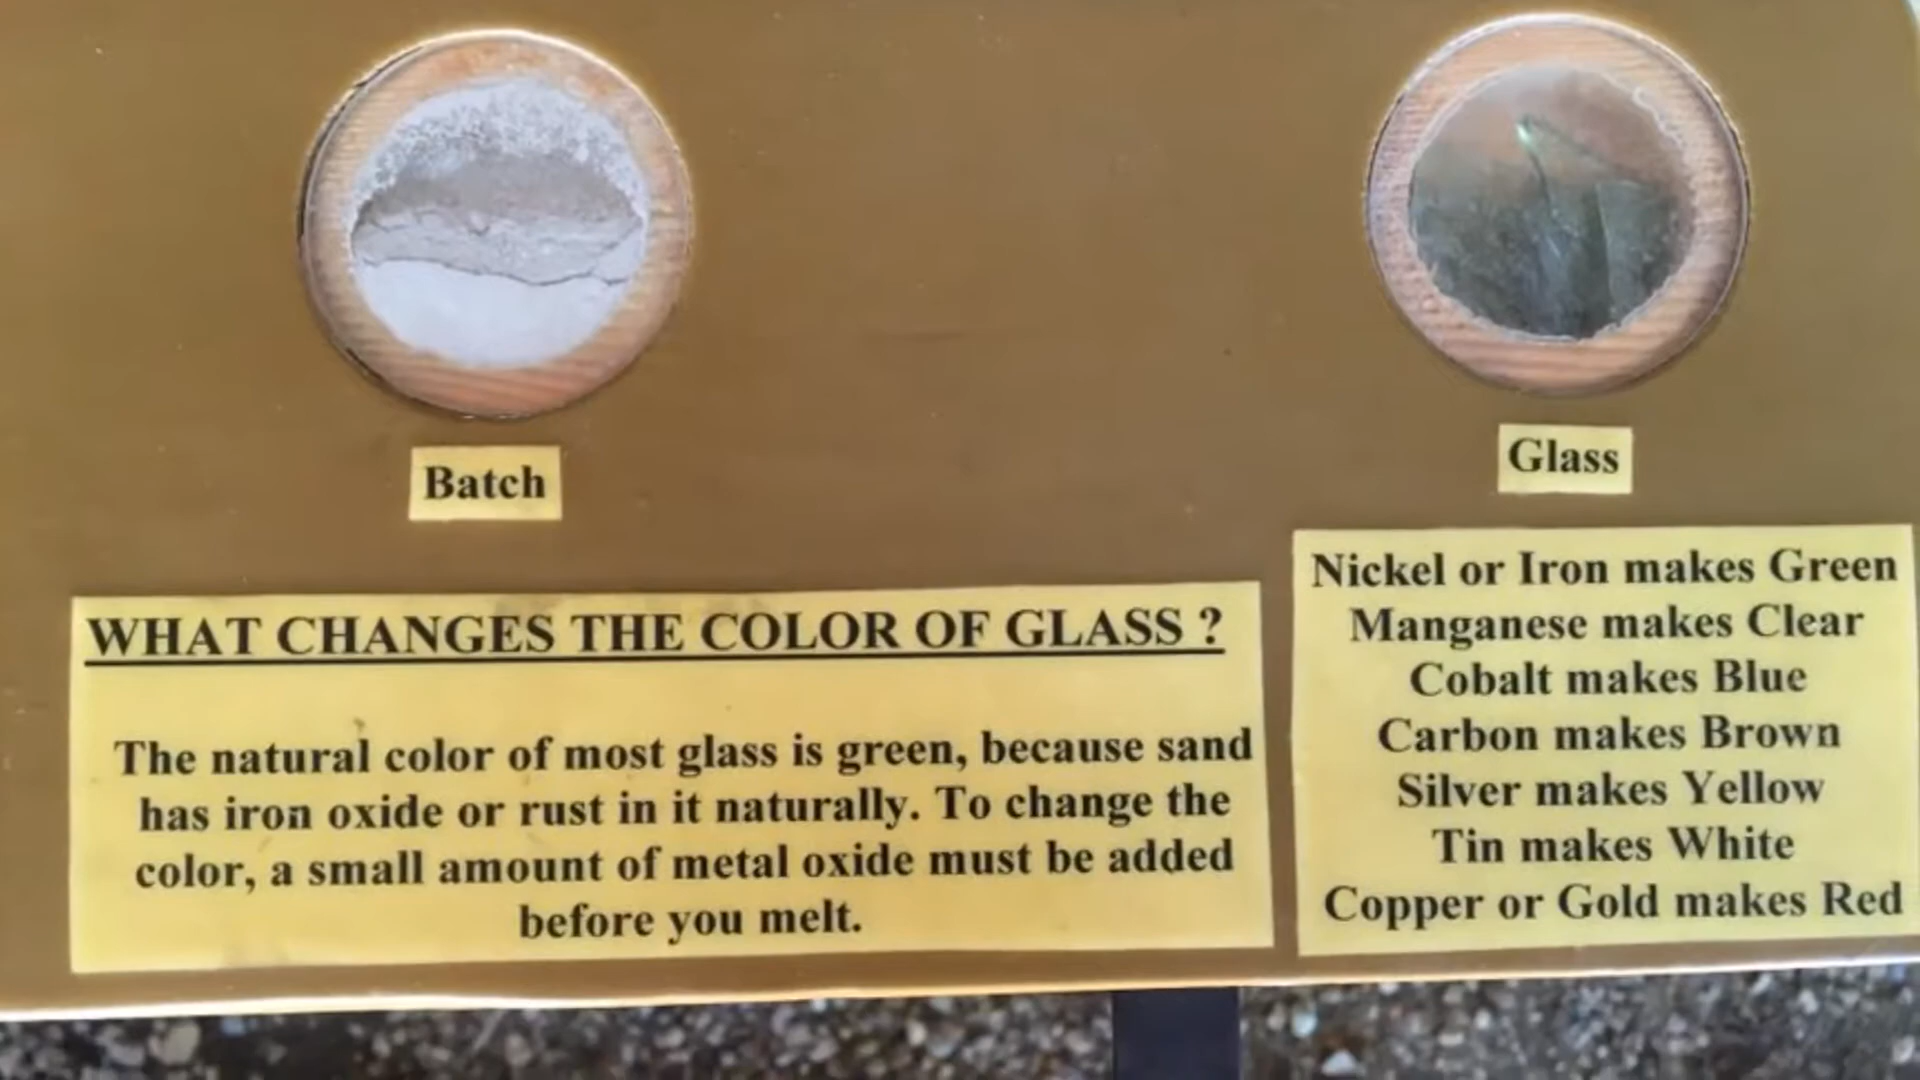 Batch
Glass
WHAT CHANGES THE COLOR OF GLASS ?
The natural color of most glass is green, because sand
has iron oxide or rust in it naturally. To change the
color, a small amount of metal oxide must be added
before you melt.
Nickel or Iron makes Green
Manganese makes Clear
Cobalt makes Blue
Carbon makes Brown
Silver makes Yellow
Tin makes White
Copper or Gold makes Red